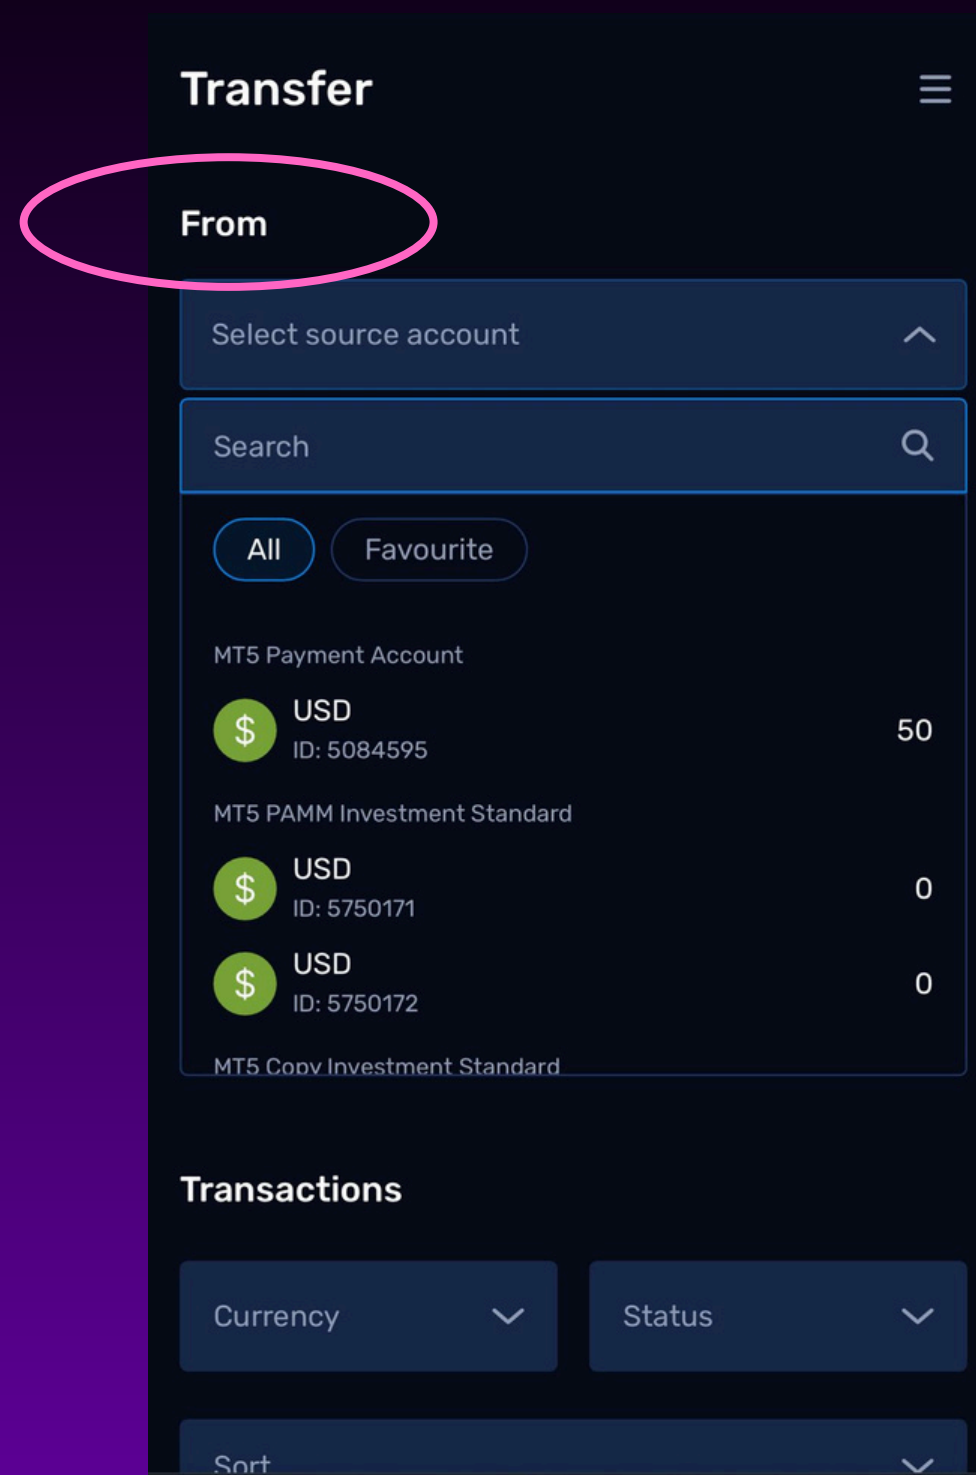 Transfer
From
Select source account
Search
All Favourite
MT5 Payment Account
USD 50
ID: 5084595
MT5 PAMM Investment Standard
USD 0
ID: 5750171
USD 0
ID: 5750172
MT5 Copy Investment Standard
Transactions
Currency Status
Sort